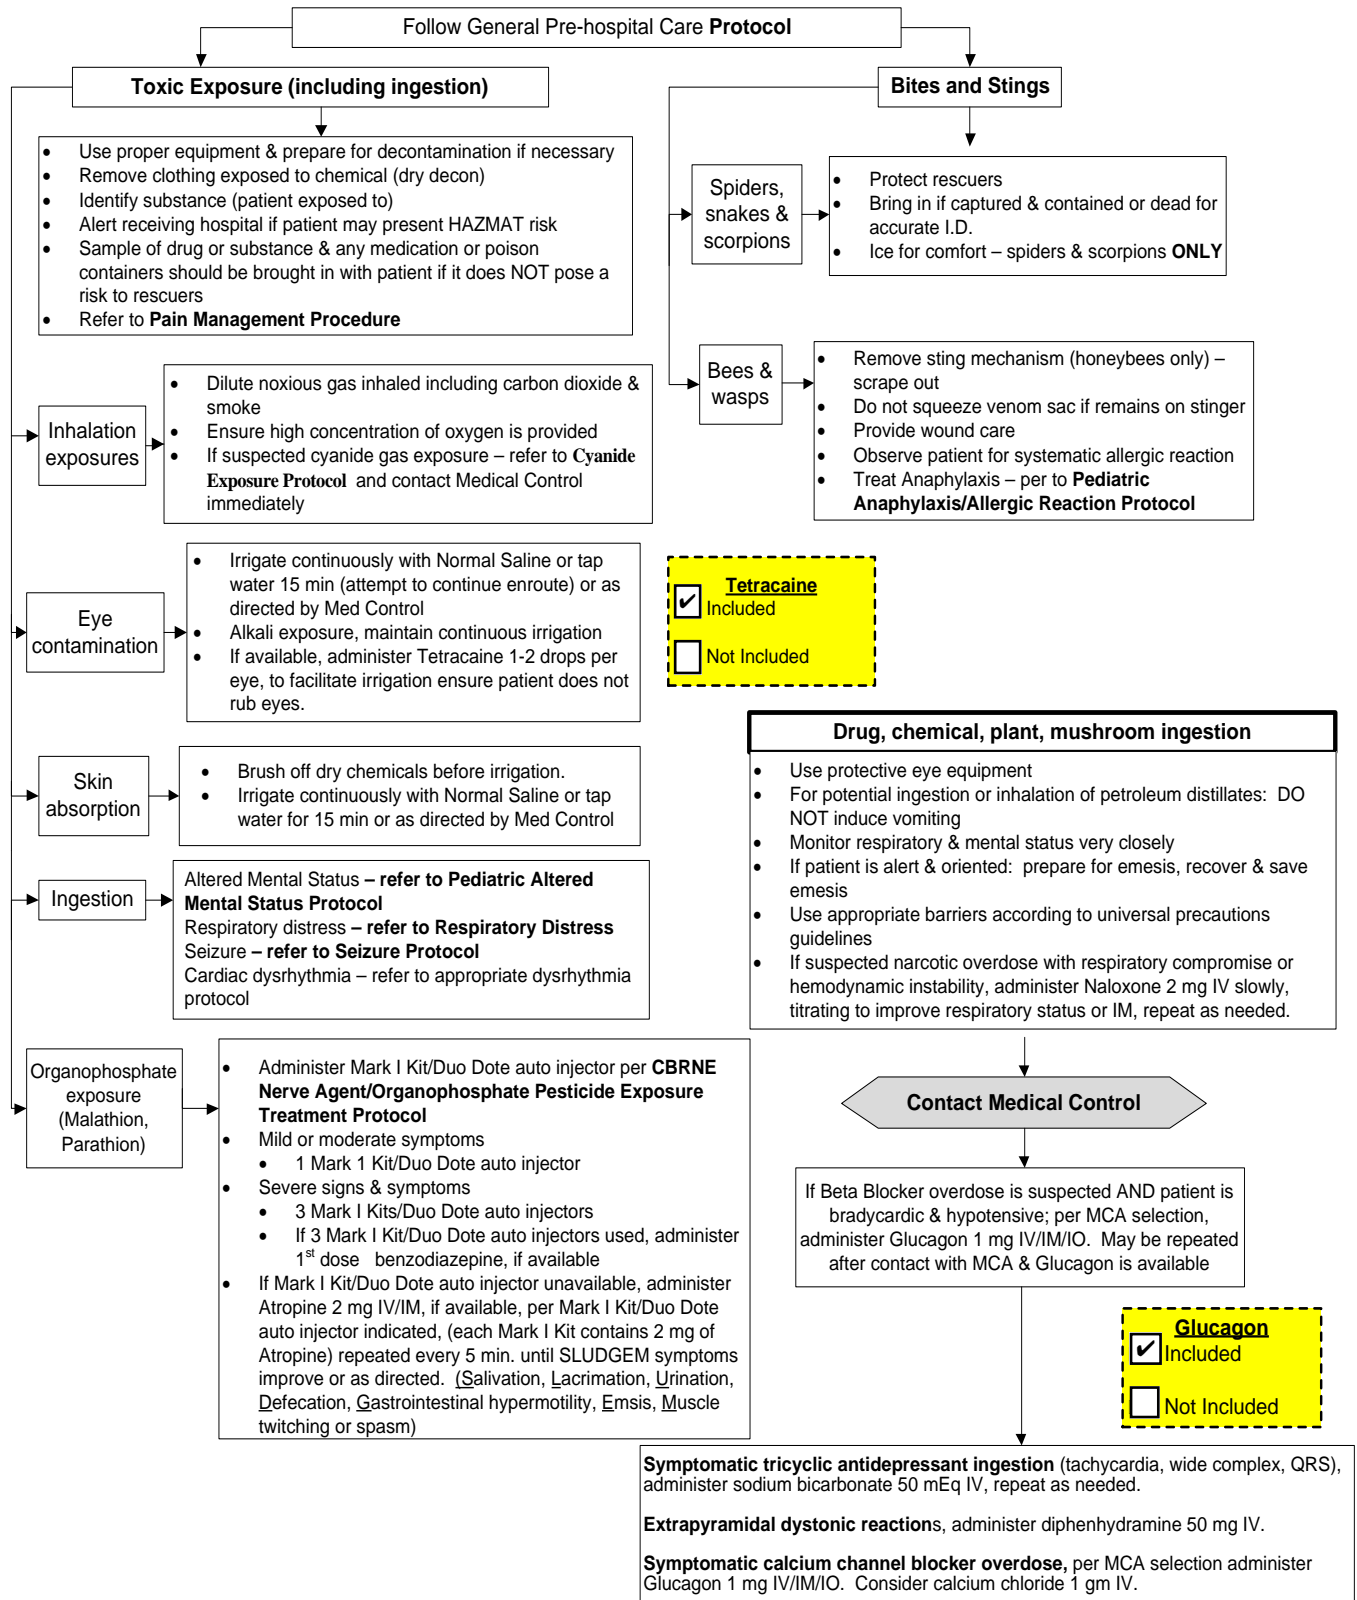 Follow General Pre-hospital Care Protocol
Toxic Exposure (including ingestion)
• Use proper equipment & prepare for decontamination if necessary
• Remove clothing exposed to chemical (dry decon)
• Identify substance (patient exposed to)
• Alert receiving hospital if patient may present HAZMAT risk
• Sample of drug or substance & any medication or poison
containers should be brought in with patient if it does NOT pose a
risk to rescuers
• Refer to Pain Management Procedure
Inhalation
exposures
• Dilute noxious gas inhaled including carbon dioxide &
smoke
• Ensure high concentration of oxygen is provided
• If suspected cyanide gas exposure – refer to Cyanide
Exposure Protocol and contact Medical Control
immediately
Eye
contamination
• Irrigate continuously with Normal Saline or tap
water 15 min (attempt to continue enroute) or as
directed by Med Control
• Alkali exposure, maintain continuous irrigation
• If available, administer Tetracaine 1-2 drops per
eye, to facilitate irrigation ensure patient does not
rub eyes.
Skin
absorption
• Brush off dry chemicals before irrigation.
• Irrigate continuously with Normal Saline or tap
water for 15 min or as directed by Med Control
Ingestion
Altered Mental Status – refer to Pediatric Altered
Mental Status Protocol
Respiratory distress – refer to Respiratory Distress
Seizure – refer to Seizure Protocol
Cardiac dysrhythmia – refer to appropriate dysrhythmia
protocol
Organophosphate
exposure
(Malathion,
Parathion)
• Administer Mark I Kit/Duo Dote auto injector per CBRNE
Nerve Agent/Organophosphate Pesticide Exposure
Treatment Protocol
• Mild or moderate symptoms
• 1 Mark 1 Kit/Duo Dote auto injector
• Severe signs & symptoms
• 3 Mark I Kits/Duo Dote auto injectors
• If 3 Mark I Kit/Duo Dote auto injectors used, administer
1st dose benzodiazepine, if available
• If Mark I Kit/Duo Dote auto injector unavailable, administer
Atropine 2 mg IV/IM, if available, per Mark I Kit/Duo Dote
auto injector indicated, (each Mark I Kit contains 2 mg of
Atropine) repeated every 5 min. until SLUDGEM symptoms
improve or as directed. (Salivation, Lacrimation, Urination,
Defecation, Gastrointestinal hypermotility, Emsis, Muscle
twitching or spasm)
Bites and Stings
Spiders,
snakes &
scorpions
• Protect rescuers
• Bring in if captured & contained or dead for
accurate I.D.
• Ice for comfort – spiders & scorpions ONLY
Bees &
wasps
• Remove sting mechanism (honeybees only) –
scrape out
• Do not squeeze venom sac if remains on stinger
• Provide wound care
• Observe patient for systematic allergic reaction
• Treat Anaphylaxis – per to Pediatric
Anaphylaxis/Allergic Reaction Protocol
Tetracaine
✔ Included
Not Included
Drug, chemical, plant, mushroom ingestion
• Use protective eye equipment
• For potential ingestion or inhalation of petroleum distillates: DO
NOT induce vomiting
• Monitor respiratory & mental status very closely
• If patient is alert & oriented: prepare for emesis, recover & save
emesis
• Use appropriate barriers according to universal precautions
guidelines
• If suspected narcotic overdose with respiratory compromise or
hemodynamic instability, administer Naloxone 2 mg IV slowly,
titrating to improve respiratory status or IM, repeat as needed.
Contact Medical Control
If Beta Blocker overdose is suspected AND patient is
bradycardic & hypotensive; per MCA selection,
administer Glucagon 1 mg IV/IM/IO. May be repeated
after contact with MCA & Glucagon is available
Glucagon
✔ Included
Not Included
Symptomatic tricyclic antidepressant ingestion (tachycardia, wide complex, QRS),
administer sodium bicarbonate 50 mEq IV, repeat as needed.
Extrapyramidal dystonic reactions, administer diphenhydramine 50 mg IV.
Symptomatic calcium channel blocker overdose, per MCA selection administer
Glucagon 1 mg IV/IM/IO. Consider calcium chloride 1 gm IV.